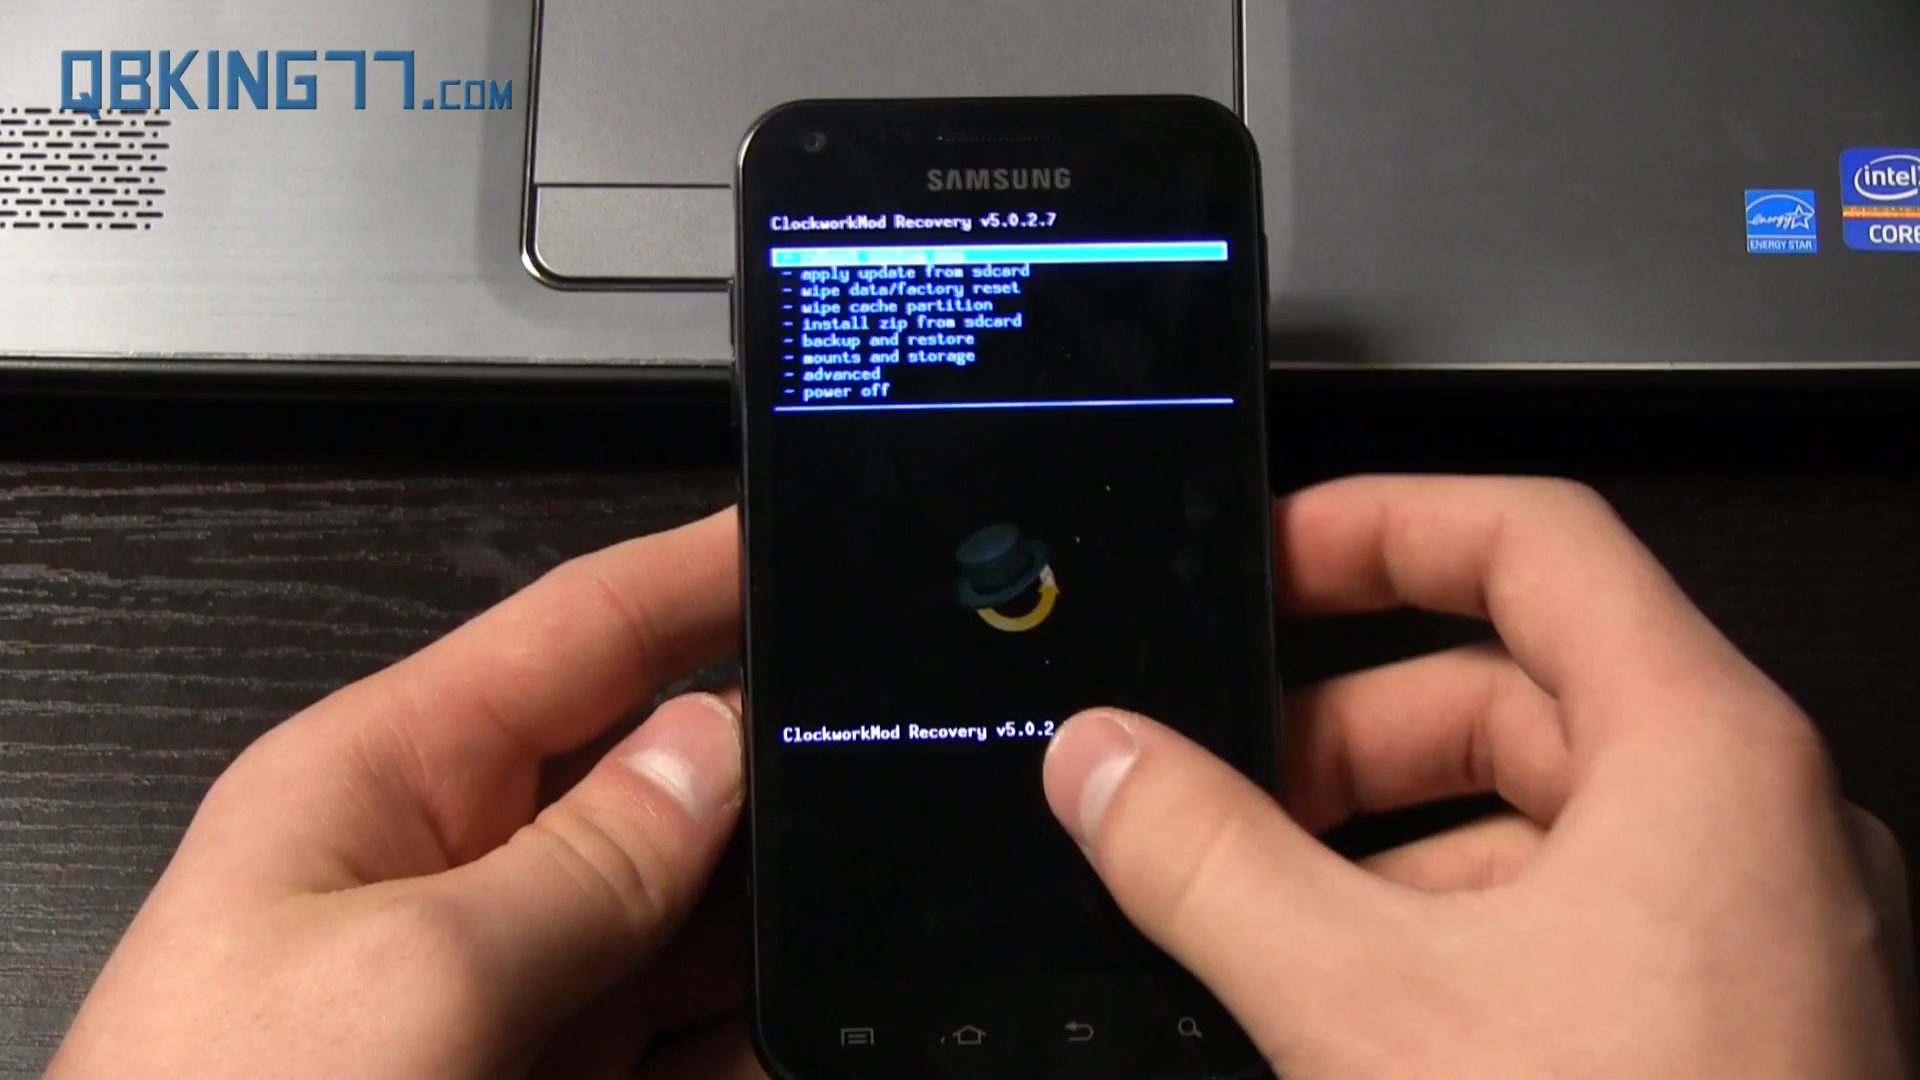 QBKING77.COM
SAMSUNG
ClockworkMod Recovery v5.0.2.7
- apply update from sdcard
- wipe data/factory reset
- wipe cache partition
- install zip from sdcard
- backup and restore
- mounts and storage
- advanced
- power off
ClockworkMod Recovery v5.0.2
energy
ENERGY STAR
intel
CORE